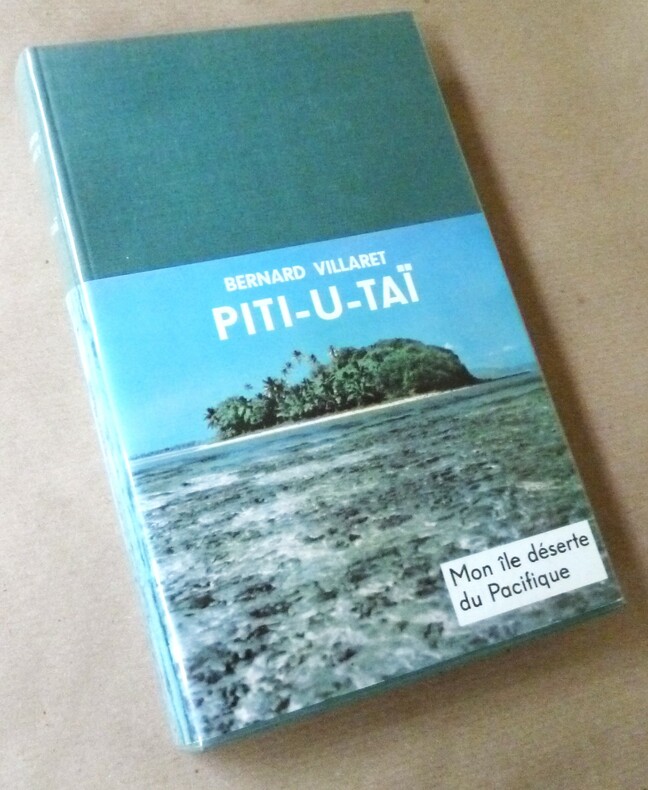 BERNARD VILLARET
PITI-U-TAÏ
Mon île déserte
du Pacifique